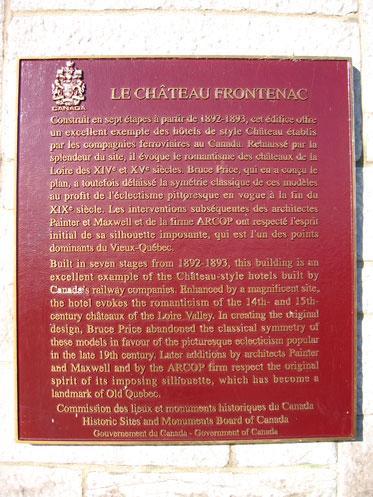 CANADA
LE CHÂTEAU FRONTENAC
Construit en sept étapes à partir de 1892-1893, cet édifice offre
un excellent exemple des hôtels de style Château établis
par les compagnies ferroviaires au Canada. Rehaussé par la
splendeur du site, il évoque le romantisme des châteaux de la
Loire des XIVe et XVe siècles. Bruce Price, qui en a conçu le
plan, a toutefois délaissé la symétrie classique de ces modèles
au profit de l'éclectisme pittoresque en vogue à la fin du
XIXe siècle. Les interventions subséquentes des architectes
Painter et Maxwell et de la firme ARCOP ont respecté l'esprit
initial de sa silhouette imposante, qui est l'un des points
dominants du Vieux-Québec.
Built in seven stages from 1892-1893, this building is an
excellent example of the Château-style hotels built by
Canada's railway companies. Enhanced by a magnificent site,
the hotel evokes the romanticism of the 14th- and 15th-
century châteaux of the Loire Valley. In creating the original
design, Bruce Price abandoned the classical symmetry of
these models in favour of the picturesque eclecticism popular
in the late 19th century. Later additions by architects Painter
and Maxwell and by the ARCOP firm respect the original
spirit of its imposing silhouette, which has become a
landmark of Old Quebec.
Commission des lieux et monuments historiques du Canada
Historic Sites and Monuments Board of Canada
Gouvernement du Canada - Government of Canada